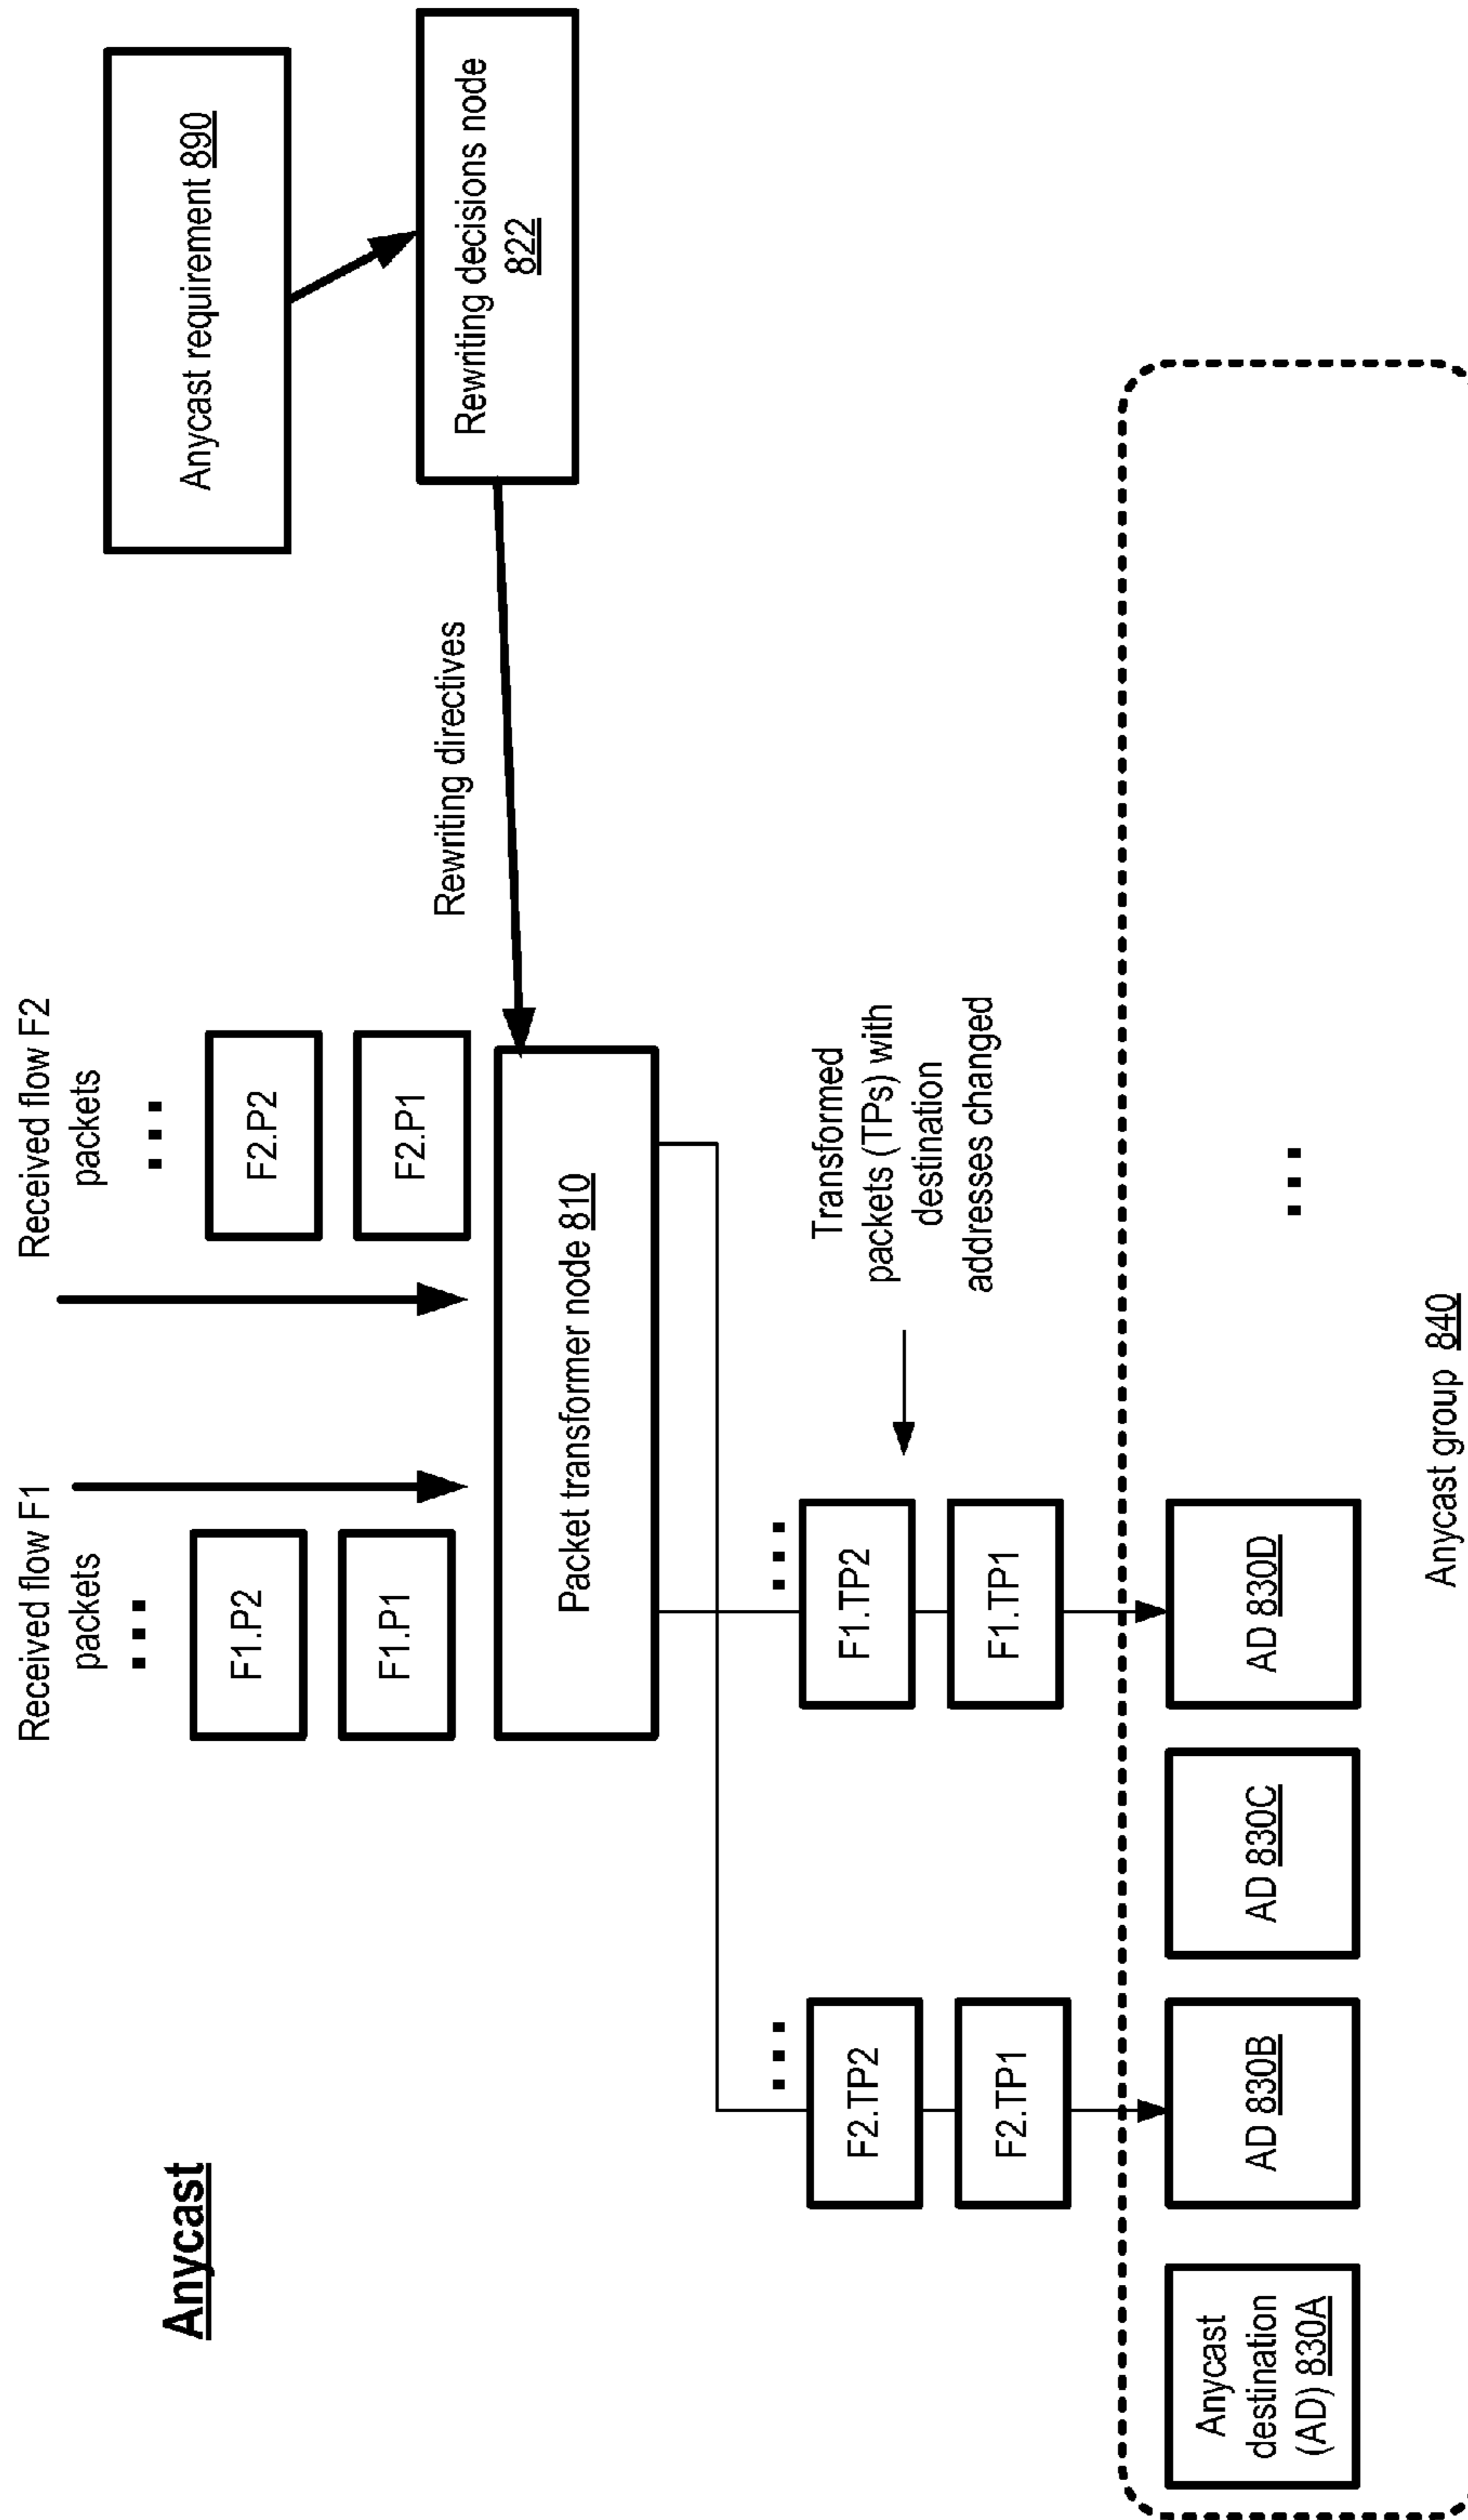 Anycast
Received flow F1
packets
Received flow F2
packets
F1.P2
F1.P1
F2.P2
F2.P1
Anycast requirement 890
Rewriting decisions node
822
Rewriting directives
Packet transformer node 810
Transformed
packets (TPs) with
destination
addresses changed
F2.TP2
F2.TP1
F1.TP2
F1.TP1
Anycast
destination
(AD) 830A
AD 830B
AD 830C
AD 830D
Anycast group 840